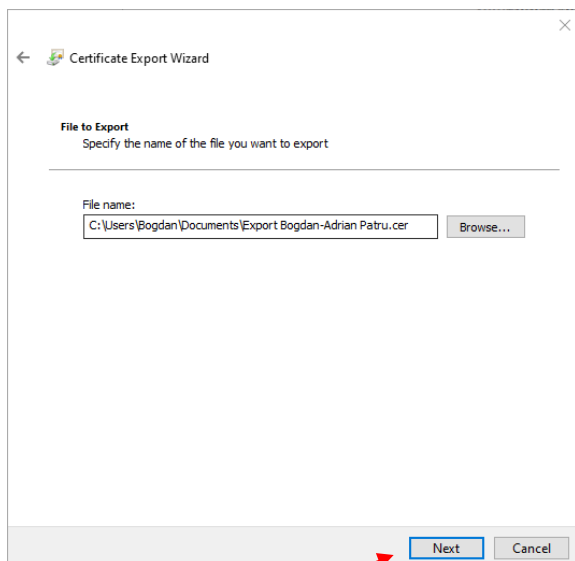 Certificate Export Wizard
File to Export
Specify the name of the file you want to export
File name:
C:\Users\Bogdan\Documents\Export Bogdan-Adrian Patru.cer
Browse...
Next
Cancel